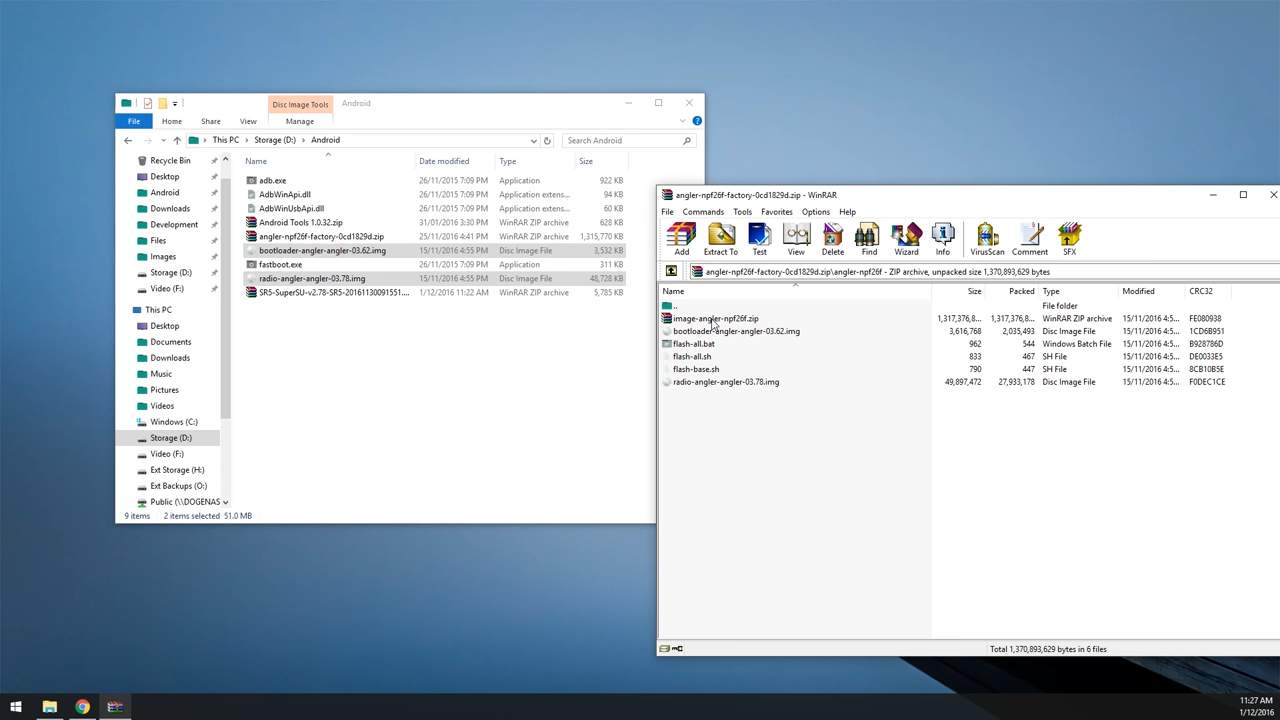 Disc Image Tools Android
File Home Share View Manage
This PC > Storage (D:) > Android Search Android
Name Date modified Type Size
Recycle Bin
Desktop
Android
Downloads
Development
Files
Images
Storage (D:)
Video (F:)
This PC
Desktop
Documents
Downloads
Music
Pictures
Videos
Windows (C:)
Storage (D:)
Video (F:)
Ext Storage (H:)
Ext Backups (O:)
Public (\\DOGENAS
adb.exe 26/11/2015 7:09 PM Application 922 KB
AdbWinApi.dll 26/11/2015 7:09 PM Application extens... 94 KB
AdbWinUsbApi.dll 26/11/2015 7:09 PM Application extens... 60 KB
Android Tools 1.0.32.zip 31/01/2016 3:30 PM WinRAR ZIP archive 628 KB
angler-npf26f-factory-0cd1829d.zip 25/11/2016 4:41 PM WinRAR ZIP archive 1,315,770 KB
bootloader-angler-angler-03.62.img 15/11/2016 4:55 PM Disc Image File 3,532 KB
fastboot.exe 26/11/2015 7:09 PM Application 311 KB
radio-angler-angler-03.78.img 15/11/2016 4:55 PM Disc Image File 48,728 KB
SR5-SuperSU-v2.78-SR5-20161130091551.... 1/12/2016 11:22 AM WinRAR ZIP archive 5,785 KB
9 items 2 items selected 51.0 MB
angler-npf26f-factory-0cd1829d.zip - WinRAR
File Commands Tools Favorites Options Help
Add Extract To Test View Delete Find Wizard Info VirusScan Comment SFX
angler-npf26f-factory-0cd1829d.zip\angler-npf26f - ZIP archive, unpacked size 1,370,893,629 bytes
Name Size Packed Type Modified CRC32
.. File folder
image-angler-npf26f.zip 1,317,376,8... 1,317,376,8... WinRAR ZIP archive 15/11/2016 4:5... FE080938
bootloader-angler-angler-03.62.img 3,616,768 2,035,493 Disc Image File 15/11/2016 4:5... 1CD6B951
flash-all.bat 962 544 Windows Batch File 15/11/2016 4:5... B928786D
flash-all.sh 833 467 SH File 15/11/2016 4:5... DE0033E5
flash-base.sh 790 447 SH File 15/11/2016 4:5... 8CB10B5E
radio-angler-angler-03.78.img 49,897,472 27,933,178 Disc Image File 15/11/2016 4:5... F0DEC1CE
Total 1,370,893,629 bytes in 6 files
11:27 AM
1/12/2016